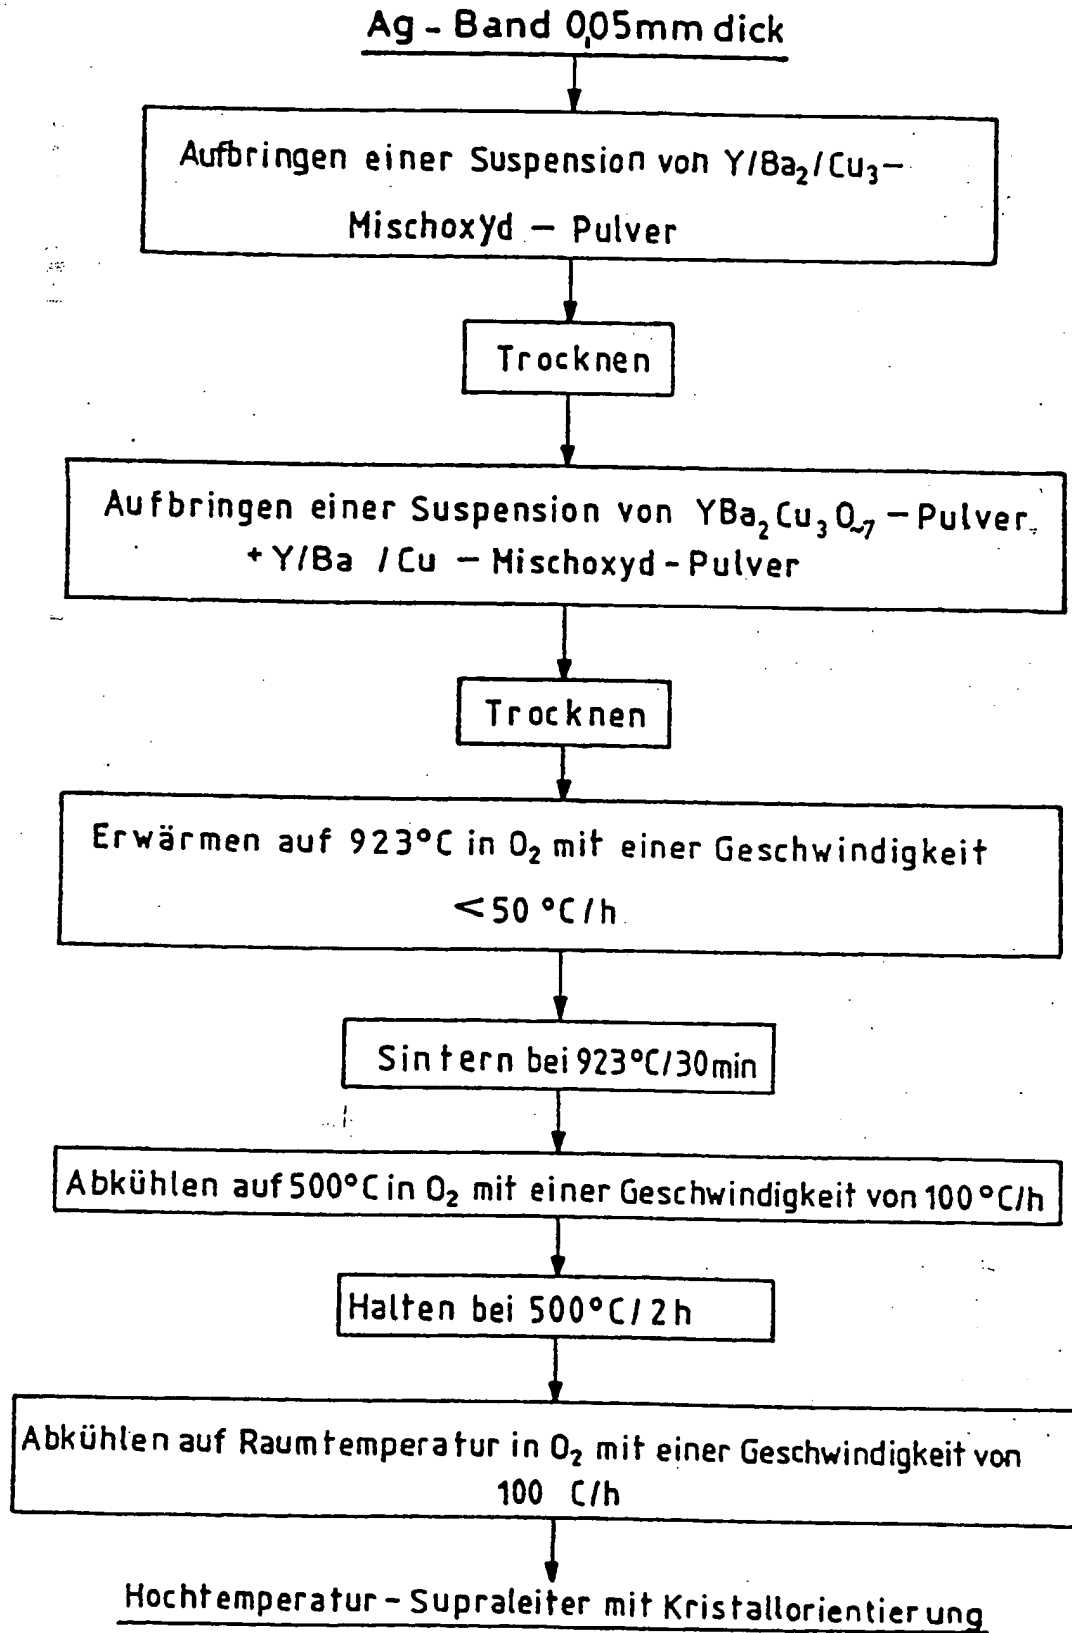 Ag - Band 0,05mm dick
Aufbringen einer Suspension von Y/Ba₂/Cu₃-
Mischoxyd - Pulver
Trocknen
Aufbringen einer Suspension von YBa₂Cu₃O~₇ - Pulver
+ Y/Ba /Cu - Mischoxyd - Pulver
Trocknen
Erwärmen auf 923°C in O₂ mit einer Geschwindigkeit
<50 °C/h
Sintern bei 923°C/30min
Abkühlen auf 500°C in O₂ mit einer Geschwindigkeit von 100 °C/h
Halten bei 500°C/ 2h
Abkühlen auf Raumtemperatur in O₂ mit einer Geschwindigkeit von
100 C/h
Hochtemperatur - Supraleiter mit Kristallorientierung